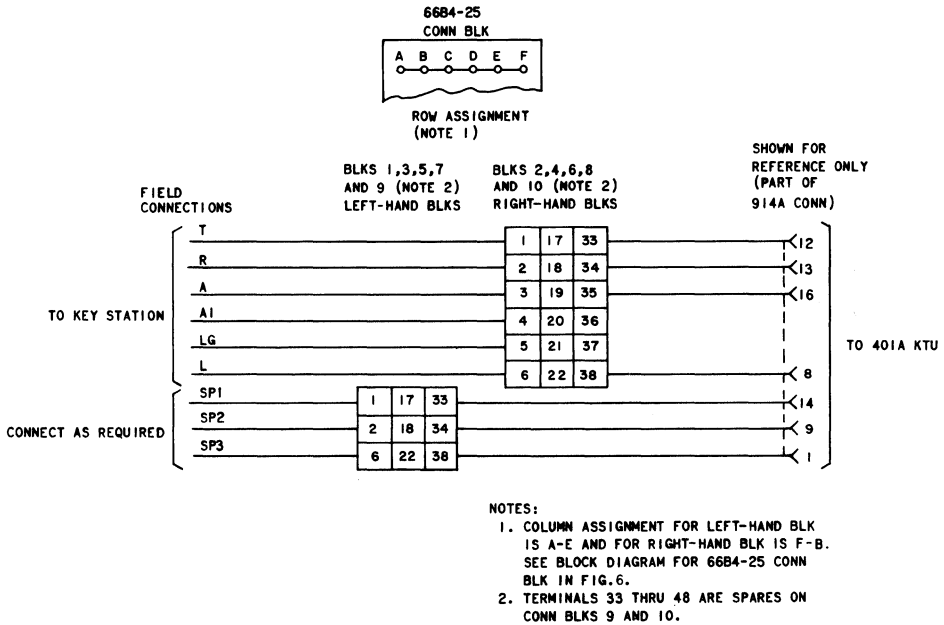 66B4-25
CONN BLK
A B C D E F
ROW ASSIGNMENT
(NOTE 1)
SHOWN FOR
REFERENCE ONLY
(PART OF
914A CONN)
BLKS 1,3,5,7
AND 9 (NOTE 2)
LEFT-HAND BLKS
BLKS 2,4,6,8
AND 10 (NOTE 2)
RIGHT-HAND BLKS
FIELD
CONNECTIONS
T 1 17 33 12
R 2 18 34 13
A 3 19 35 16
TO KEY STATION
A1 4 20 36
LG 5 21 37
TO 401A KTU
L 6 22 38 8
SP1 1 17 33 14
CONNECT AS REQUIRED
SP2 2 18 34 9
SP3 6 22 38 1
NOTES:
1. COLUMN ASSIGNMENT FOR LEFT-HAND BLK
IS A-E AND FOR RIGHT-HAND BLK IS F-B.
SEE BLOCK DIAGRAM FOR 66B4-25 CONN
BLK IN FIG.6.
2. TERMINALS 33 THRU 48 ARE SPARES ON
CONN BLKS 9 AND 10.